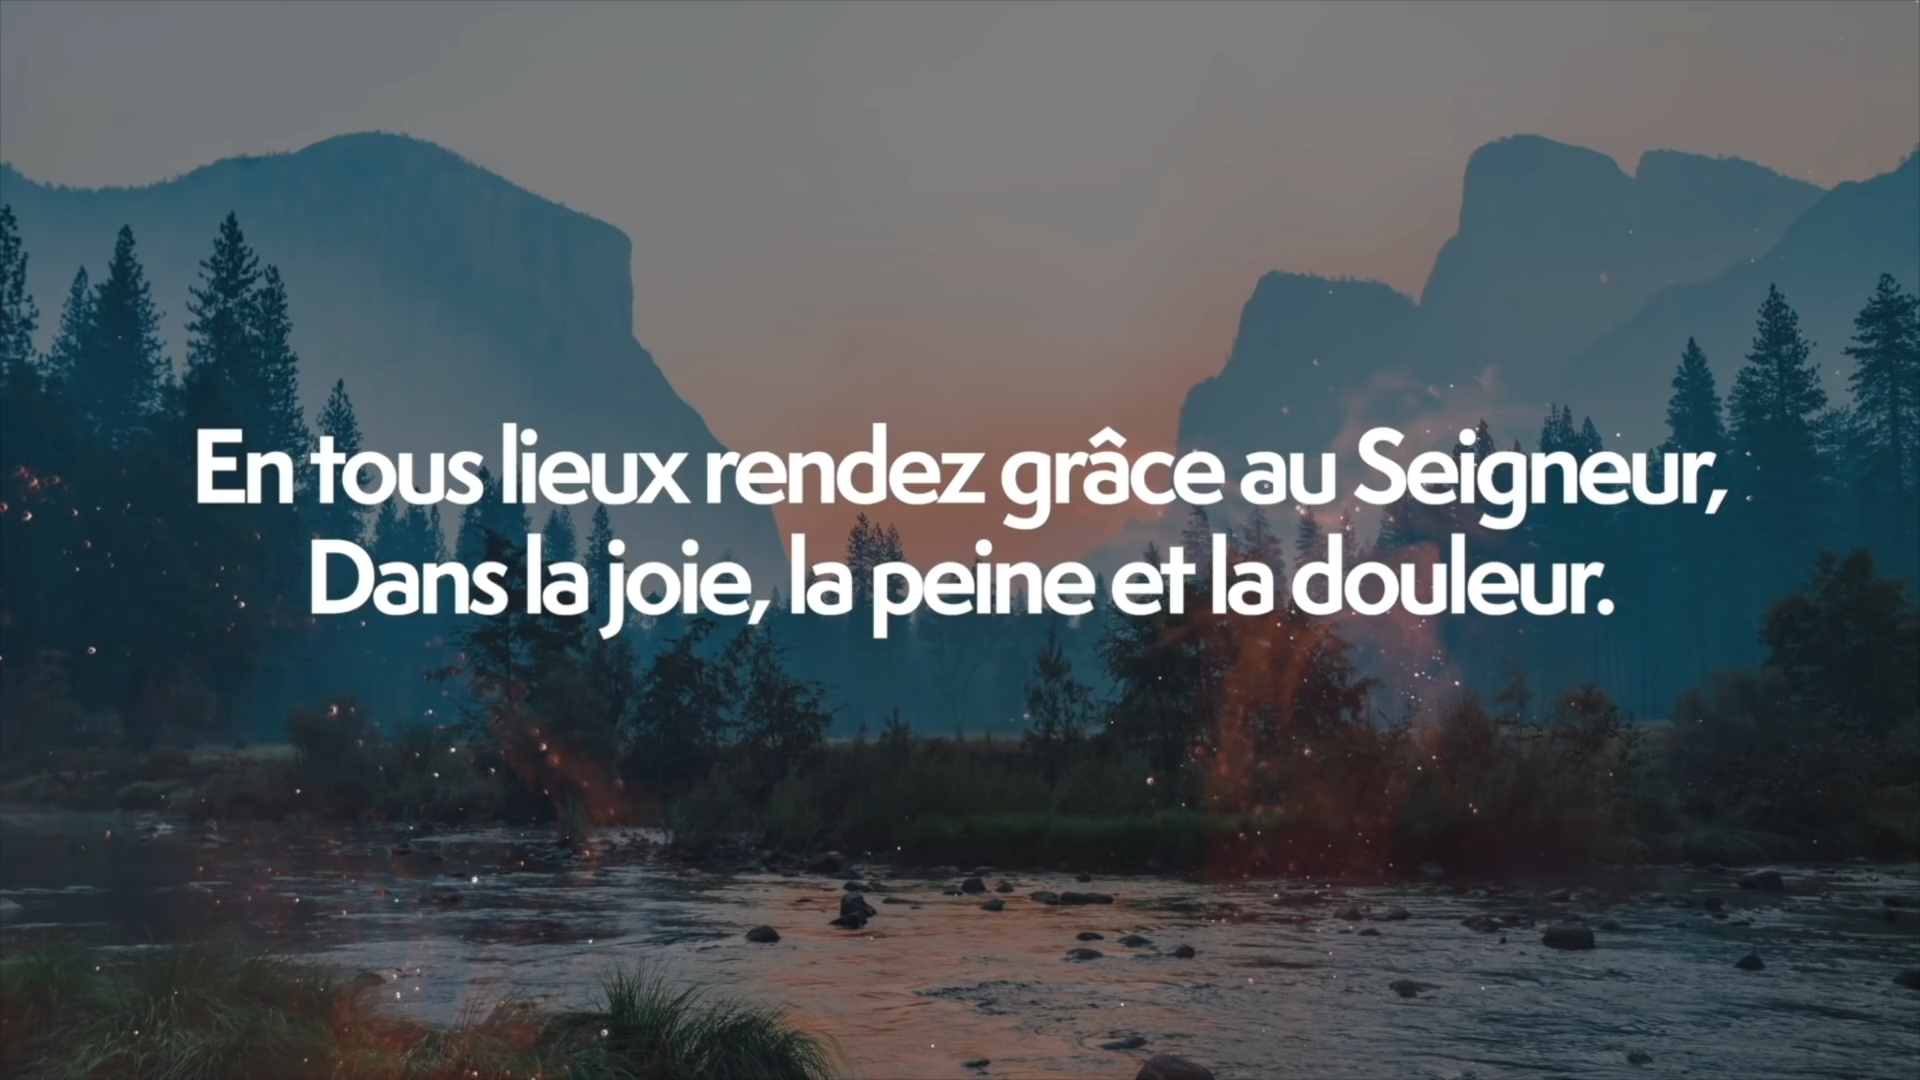 En tous lieux rendez grâce au Seigneur,
Dans la joie, la peine et la douleur.